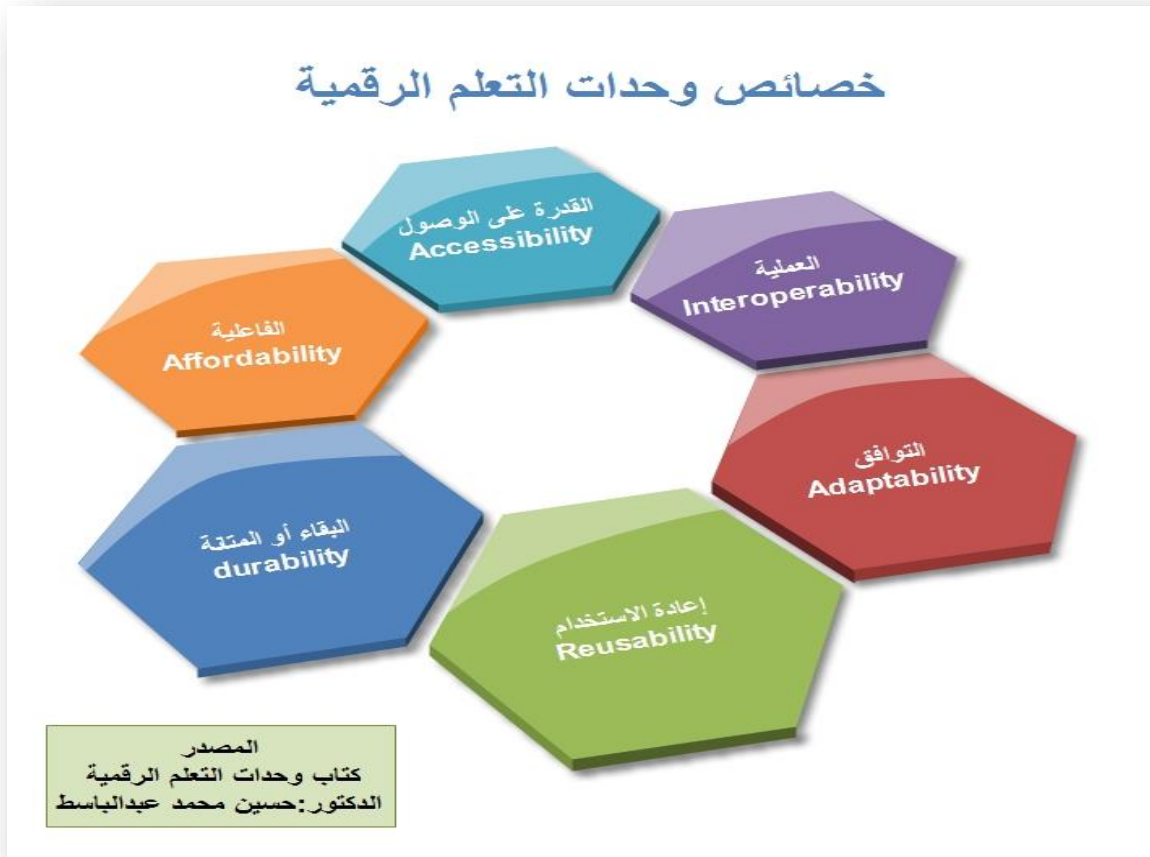 خصائص وحدات التعلم الرقمية
القدرة على الوصول
Accessibility
العملية
Interoperability
الفاعلية
Affordability
التوافق
Adaptability
البقاء أو المتانة
durability
إعادة الاستخدام
Reusability
المصدر
كتاب وحدات التعلم الرقمية
الدكتور:حسين محمد عبدالباسط